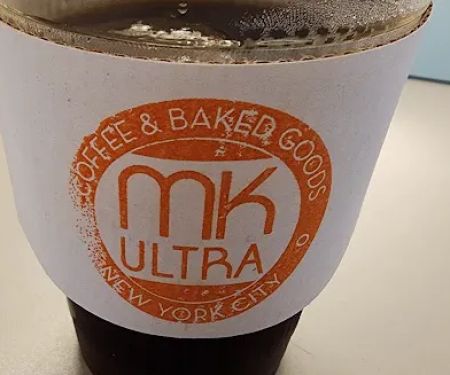 COFFEE & BAKED GOODS
MK
ULTRA
NEW YORK CITY